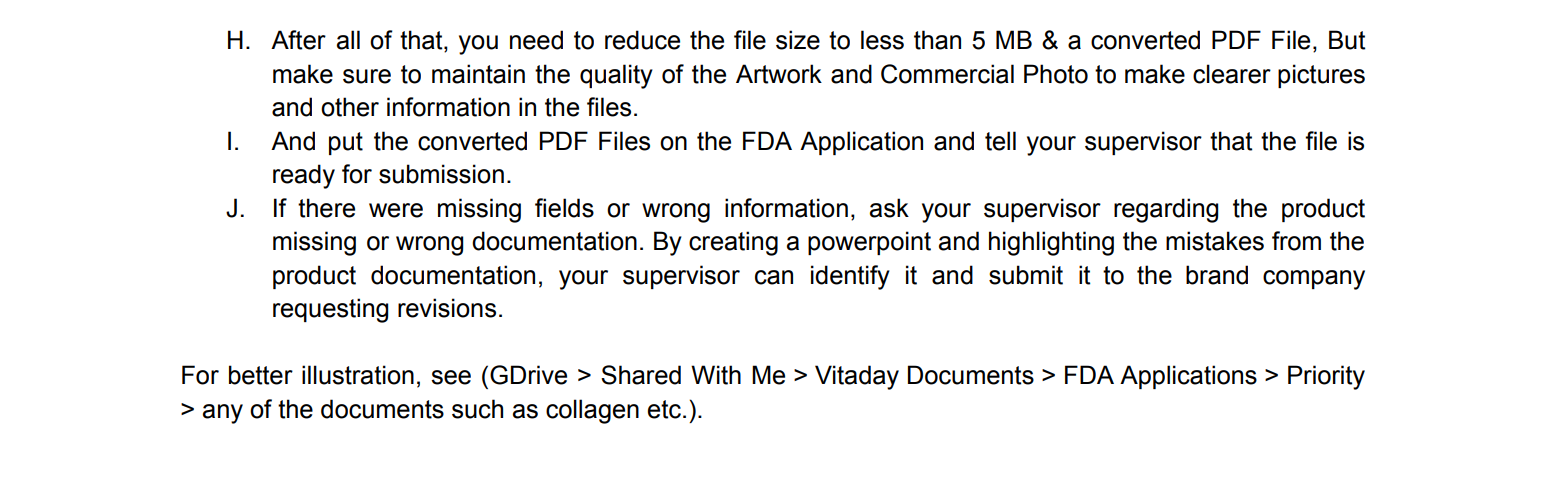 H. After all of that, you need to reduce the file size to less than 5 MB & a converted PDF File, But
make sure to maintain the quality of the Artwork and Commercial Photo to make clearer pictures
and other information in the files.
I. And put the converted PDF Files on the FDA Application and tell your supervisor that the file is
ready for submission.
J. If there were missing fields or wrong information, ask your supervisor regarding the product
missing or wrong documentation. By creating a powerpoint and highlighting the mistakes from the
product documentation, your supervisor can identify it and submit it to the brand company
requesting revisions.
For better illustration, see (GDrive > Shared With Me > Vitaday Documents > FDA Applications > Priority
> any of the documents such as collagen etc.).